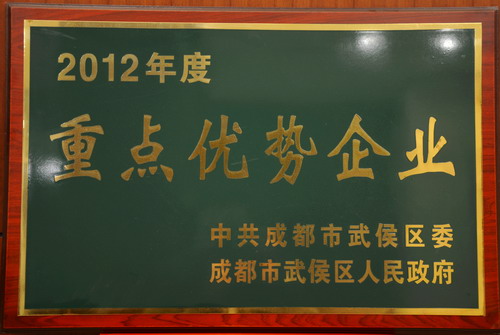 2012年度
重点优势企业
中共成都市武侯区委
成都市武侯区人民政府